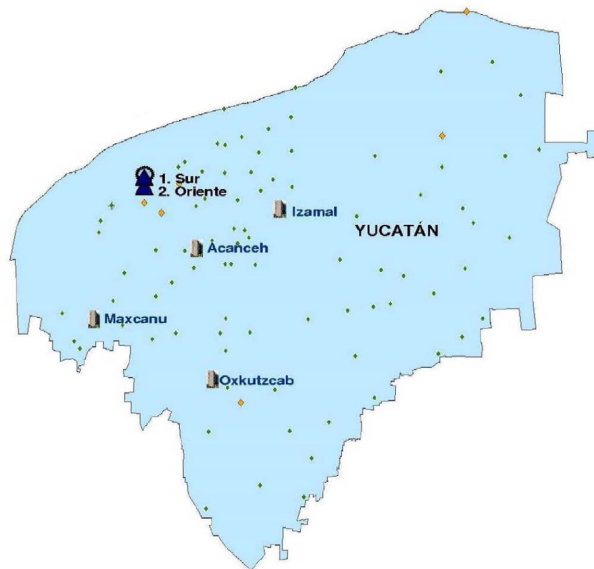 1. Sur
2. Oriente
Izamal
YUCATÁN
Acanceh
Maxcanu
Oxkutzcab